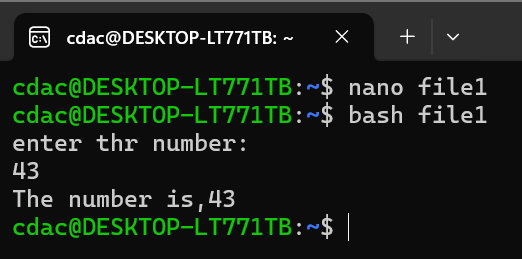 cdac@DESKTOP-LT771TB: ~
cdac@DESKTOP-LT771TB:~$ nano file1
cdac@DESKTOP-LT771TB:~$ bash file1
enter thr number:
43
The number is,43
cdac@DESKTOP-LT771TB:~$